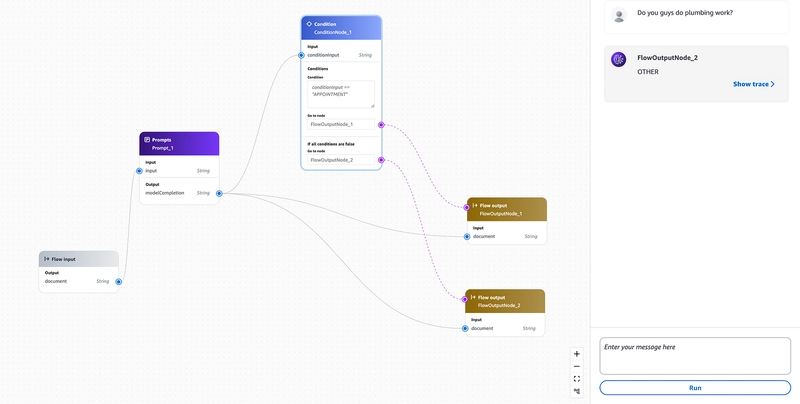 Condition
ConditionNode_1
Input
conditionInput String
Conditions
Condition
conditionInput ==
"APPOINTMENT"
Go to node
FlowOutputNode_1
If all conditions are false
Go to node
FlowOutputNode_2
Prompts
Prompt_1
Input
input String
Output
modelCompletion String
Flow input
Output
document String
Flow output
FlowOutputNode_1
Input
document String
Flow output
FlowOutputNode_2
Input
document String
Do you guys do plumbing work?
FlowOutputNode_2
OTHER
Show trace
Enter your message here
Run